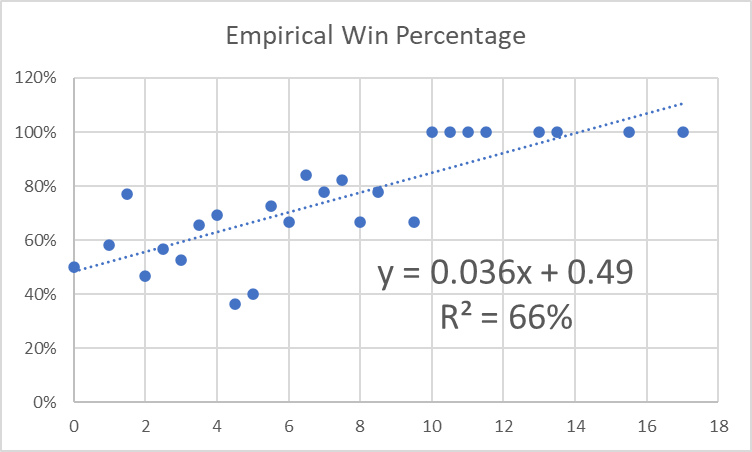 Empirical Win Percentage
120%
100%
80%
60%
40%
20%
0%
y = 0.036x + 0.49
R² = 66%
0 2 4 6 8 10 12 14 16 18